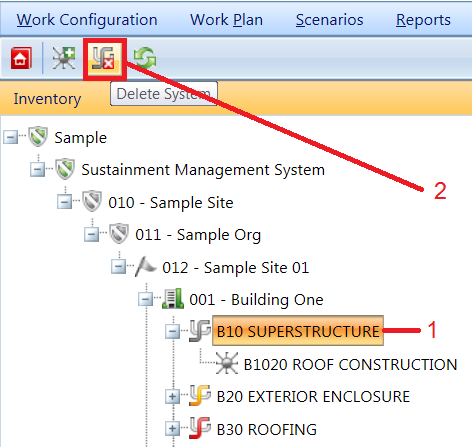 Work Configuration Work Plan Scenarios Reports
Delete System
Inventory
Sample
Sustainment Management System
2
010 - Sample Site
011 - Sample Org
012 - Sample Site 01
001 - Building One
B10 SUPERSTRUCTURE 1
B1020 ROOF CONSTRUCTION
B20 EXTERIOR ENCLOSURE
B30 ROOFING